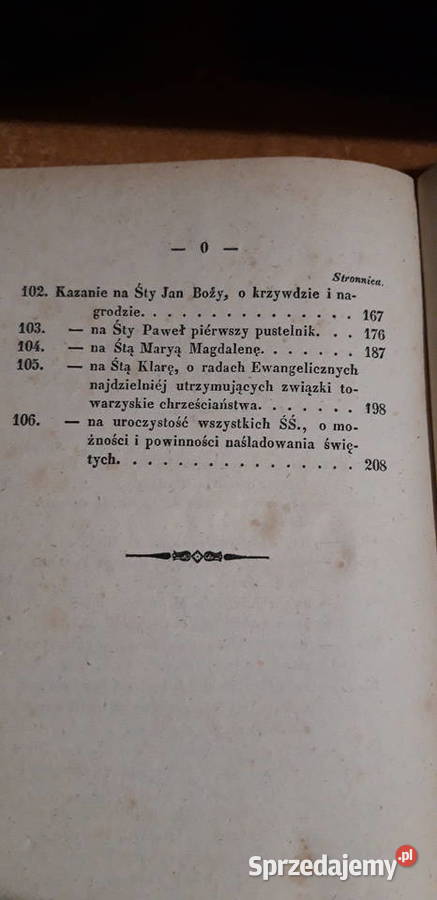 — 0 —
Stronnica.
102. Kazanie na Śty Jan Boży, o krzywdzie i na-
grodzie. . . . . . . . . . . . . . . . 167
103. — na Śty Paweł piérwszy pustelnik. . . 176
104. — na Śtą Maryą Magdalenę. . . . . . . 187
105. — na Śtą Klarę, o radach Ewangelicznych
najdzielniéj utrzymujących związki to-
warzyskie chrześciaństwa. . . . . . . 198
106. — na uroczystość wszystkich ŚŚ., o mo-
żności i powinności naśladowania świę-
tych. . . . . . . . . . . . . . . . . 208
Sprzedajemy.pl